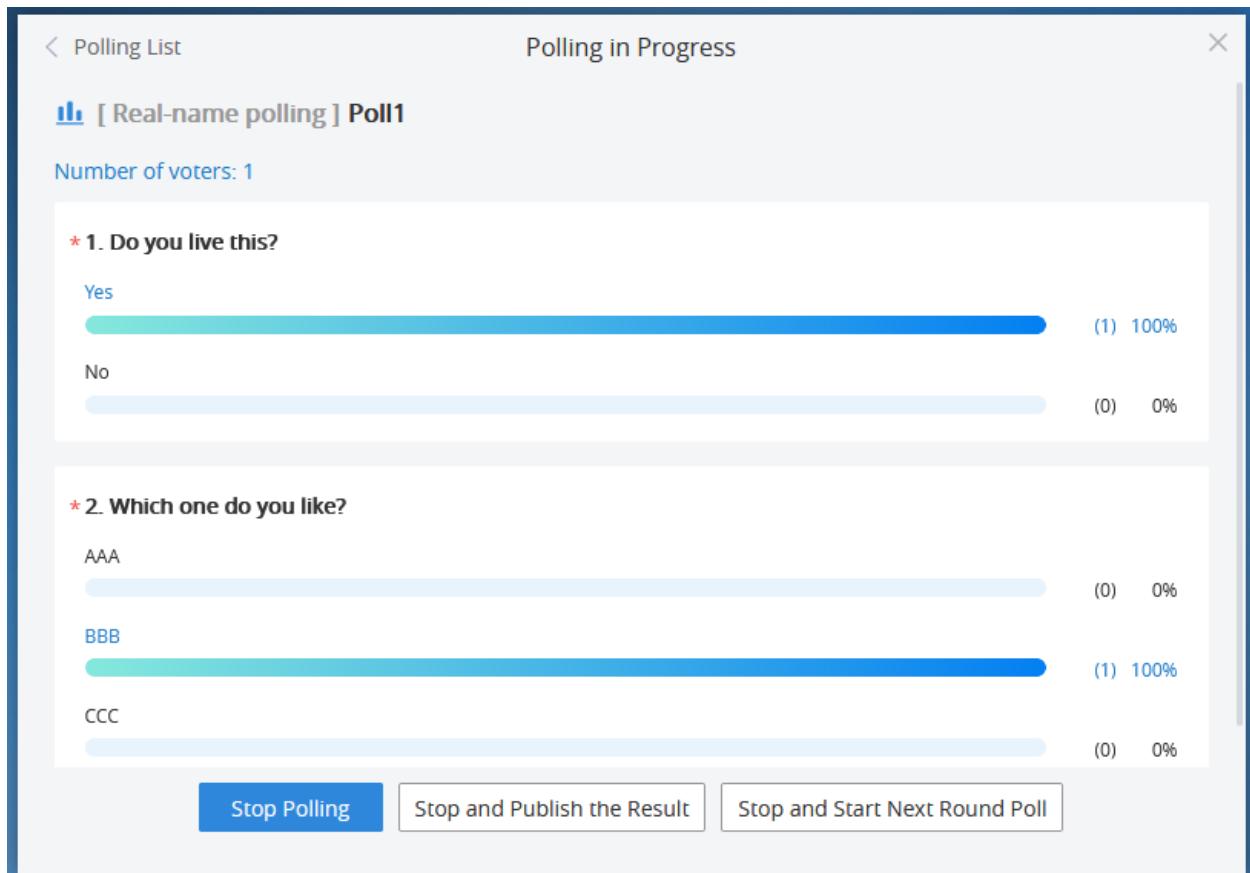 Polling List
Polling in Progress
[ Real-name polling ] Poll1
Number of voters: 1
* 1. Do you live this?
Yes
(1) 100%
No
(0) 0%
* 2. Which one do you like?
AAA
(0) 0%
BBB
(1) 100%
CCC
(0) 0%
Stop Polling
Stop and Publish the Result
Stop and Start Next Round Poll